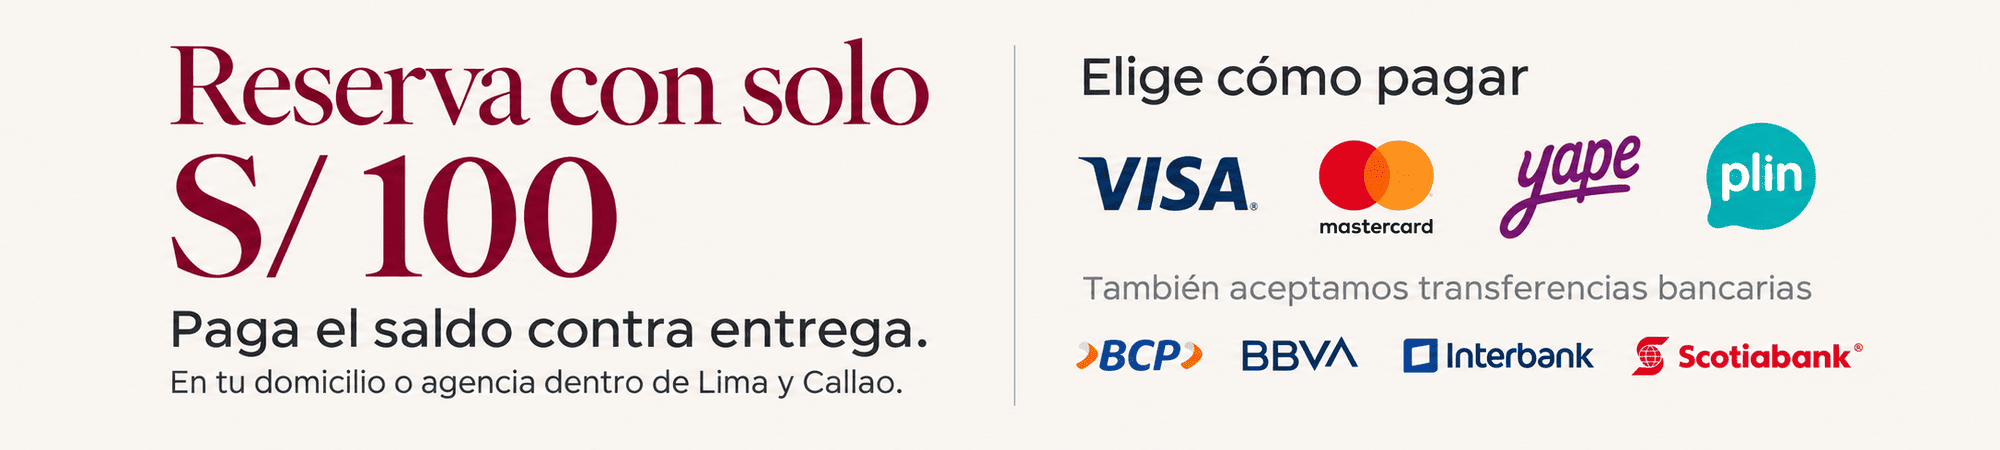 Reserva con solo
S/ 100
Paga el saldo contra entrega.
En tu domicilio o agencia dentro de Lima y Callao.
Elige cómo pagar
VISA®
mastercard
yape
plin
También aceptamos transferencias bancarias
BCP
BBVA
Interbank
Scotiabank®